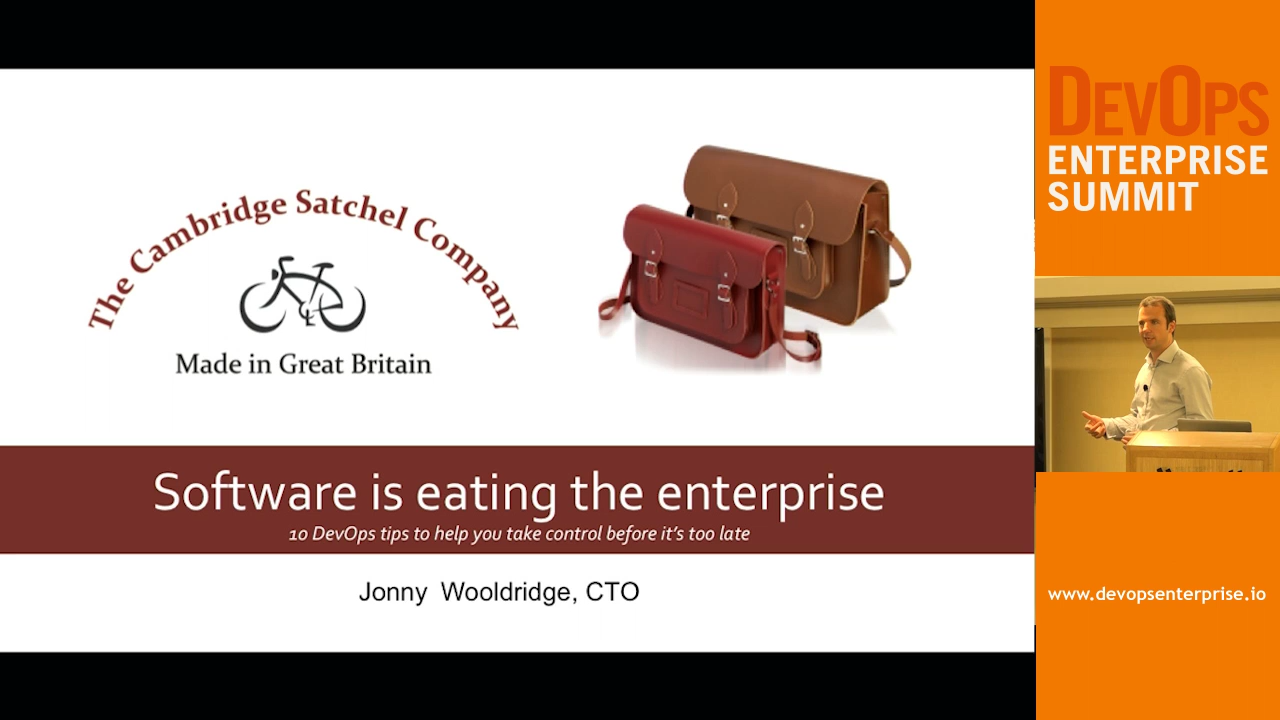 The Cambridge Satchel Company
Made in Great Britain
Software is eating the enterprise
10 DevOps tips to help you take control before it's too late
Jonny Wooldridge, CTO
DEVOPS
ENTERPRISE
SUMMIT
www.devopsenterprise.io